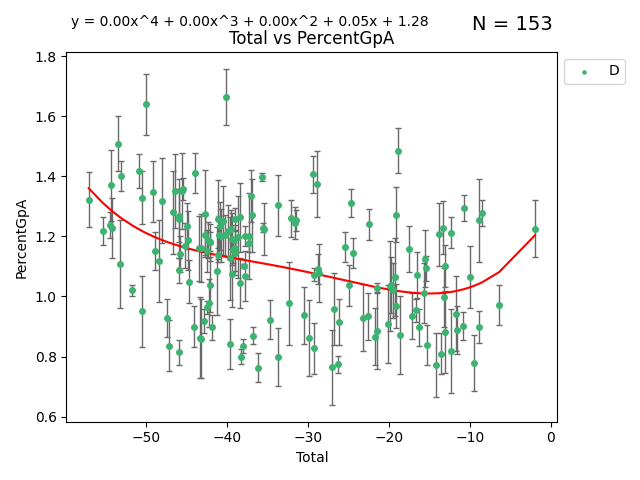 y = 0.00x^4 + 0.00x^3 + 0.00x^2 + 0.05x + 1.28
N = 153
Total vs PercentGpA
D
PercentGpA
1.8
1.6
1.4
1.2
1.0
0.8
0.6
−50 −40 −30 −20 −10 0
Total